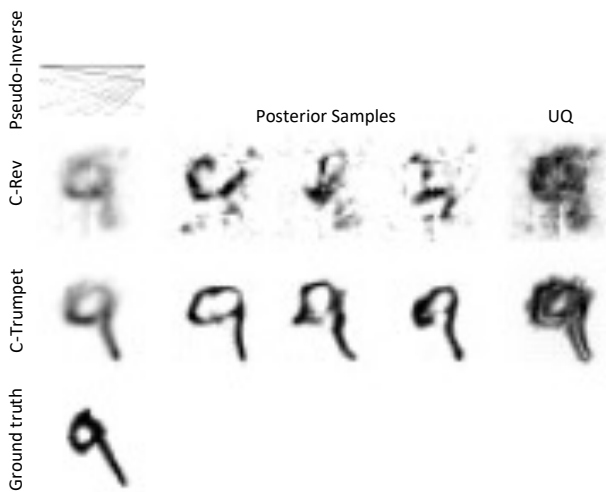 Pseudo-Inverse
Posterior Samples
UQ
C-Rev
C-Trumpet
Ground truth